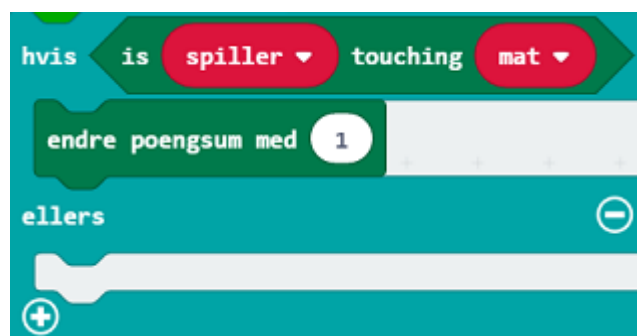 hvis is spiller touching mat
endre poengsum med 1
ellers